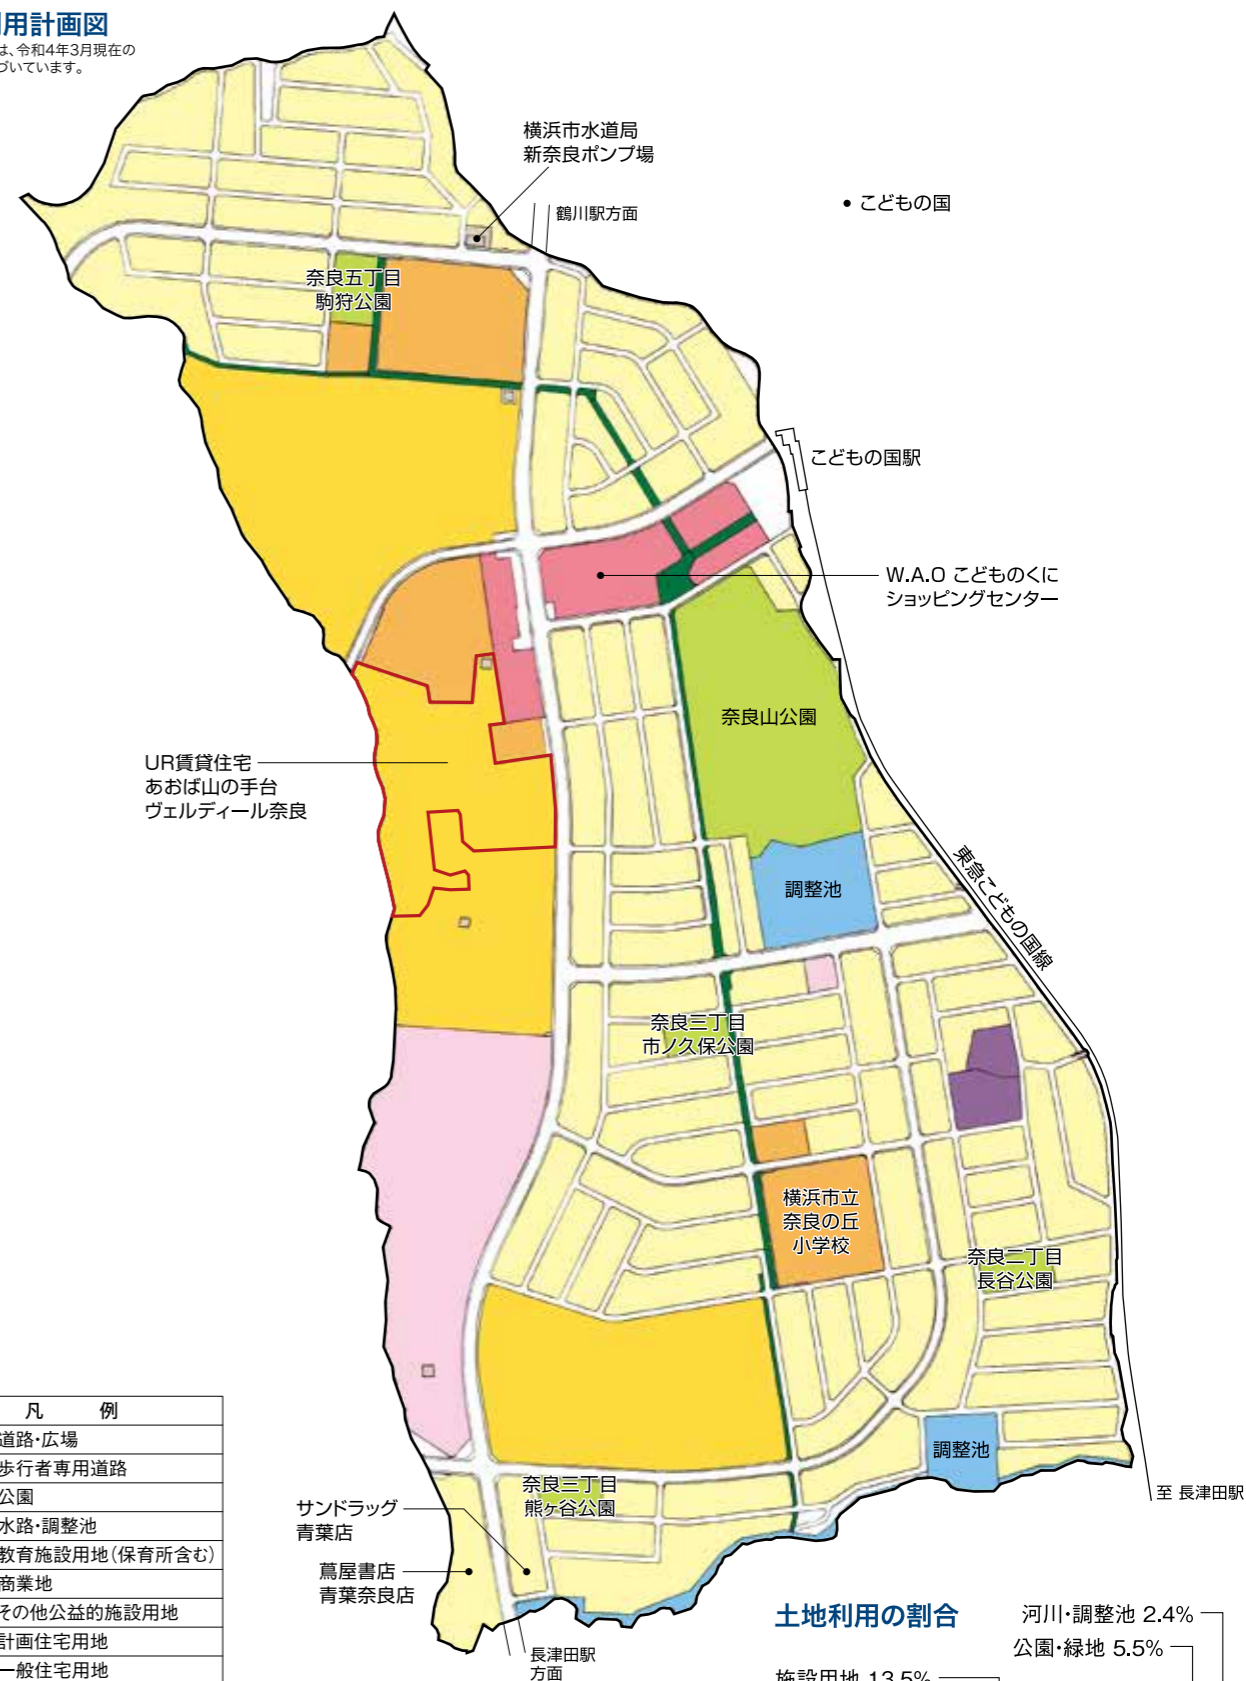 用計画図
は、令和4年3月現在の
づいています。
横浜市水道局
新奈良ポンプ場
鶴川駅方面
こどもの国
奈良五丁目
駒狩公園
こどもの国駅
W.A.O こどものくに
ショッピングセンター
奈良山公園
UR賃貸住宅
あおば山の手台
ヴェルディール奈良
調整池
東急こどもの国線
奈良三丁目
市ノ久保公園
横浜市立
奈良の丘
小学校
奈良二丁目
長谷公園
凡 例
道路・広場
歩行者専用道路
公園
水路・調整池
教育施設用地(保育所含む)
商業地
その他公益的施設用地
計画住宅用地
一般住宅用地
調整池
至 長津田駅
奈良三丁目
熊ヶ谷公園
サンドラッグ
青葉店
蔦屋書店
青葉奈良店
長津田駅
方面
土地利用の割合
河川・調整池 2.4%
公園・緑地 5.5%
施設用地 13.5%